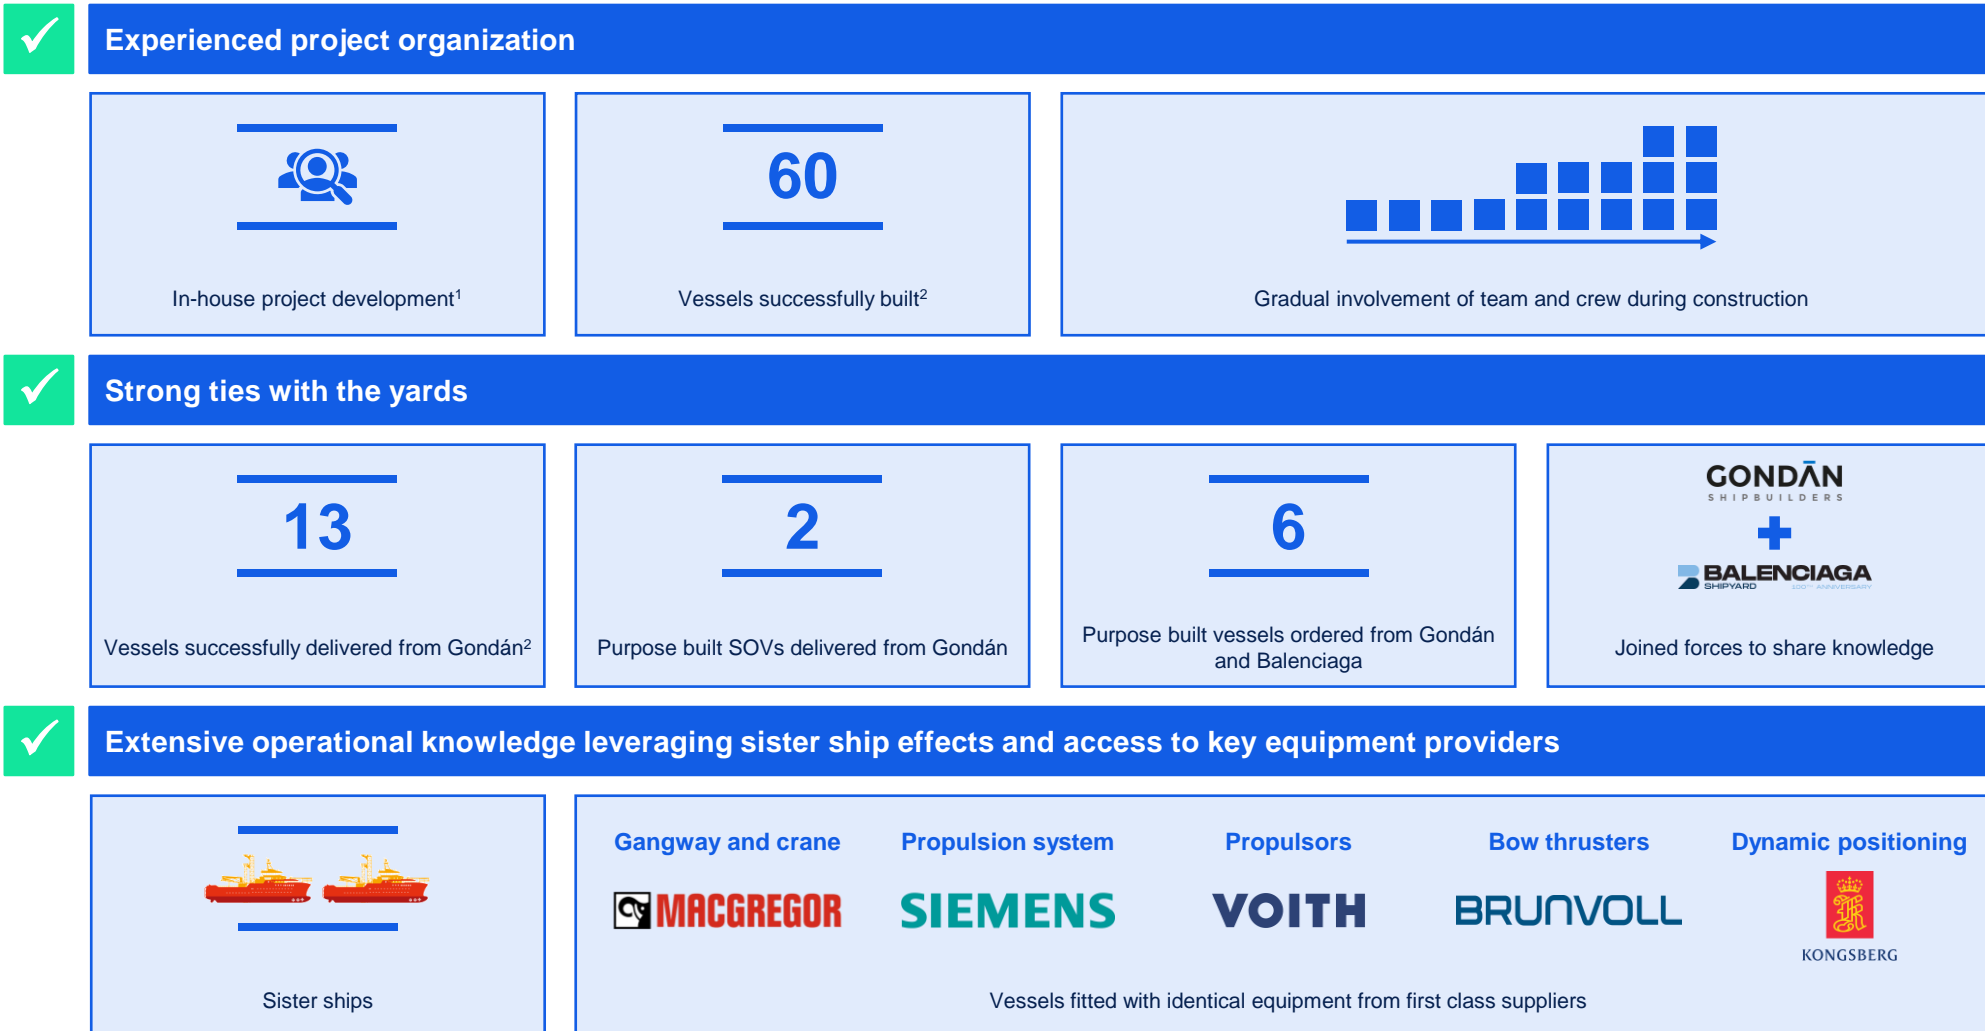 Experienced project organization
60
In-house project development¹
Vessels successfully built²
Gradual involvement of team and crew during construction
Strong ties with the yards
13
2
6
GONDĀN
SHIPBUILDERS
BALENCIAGA
SHIPYARD 100TH ANNIVERSARY
Vessels successfully delivered from Gondán²
Purpose built SOVs delivered from Gondán
Purpose built vessels ordered from Gondán
and Balenciaga
Joined forces to share knowledge
Extensive operational knowledge leveraging sister ship effects and access to key equipment providers
Gangway and crane
Propulsion system
Propulsors
Bow thrusters
Dynamic positioning
MACGREGOR
SIEMENS
VOITH
BRUNVOLL
KONGSBERG
Sister ships
Vessels fitted with identical equipment from first class suppliers